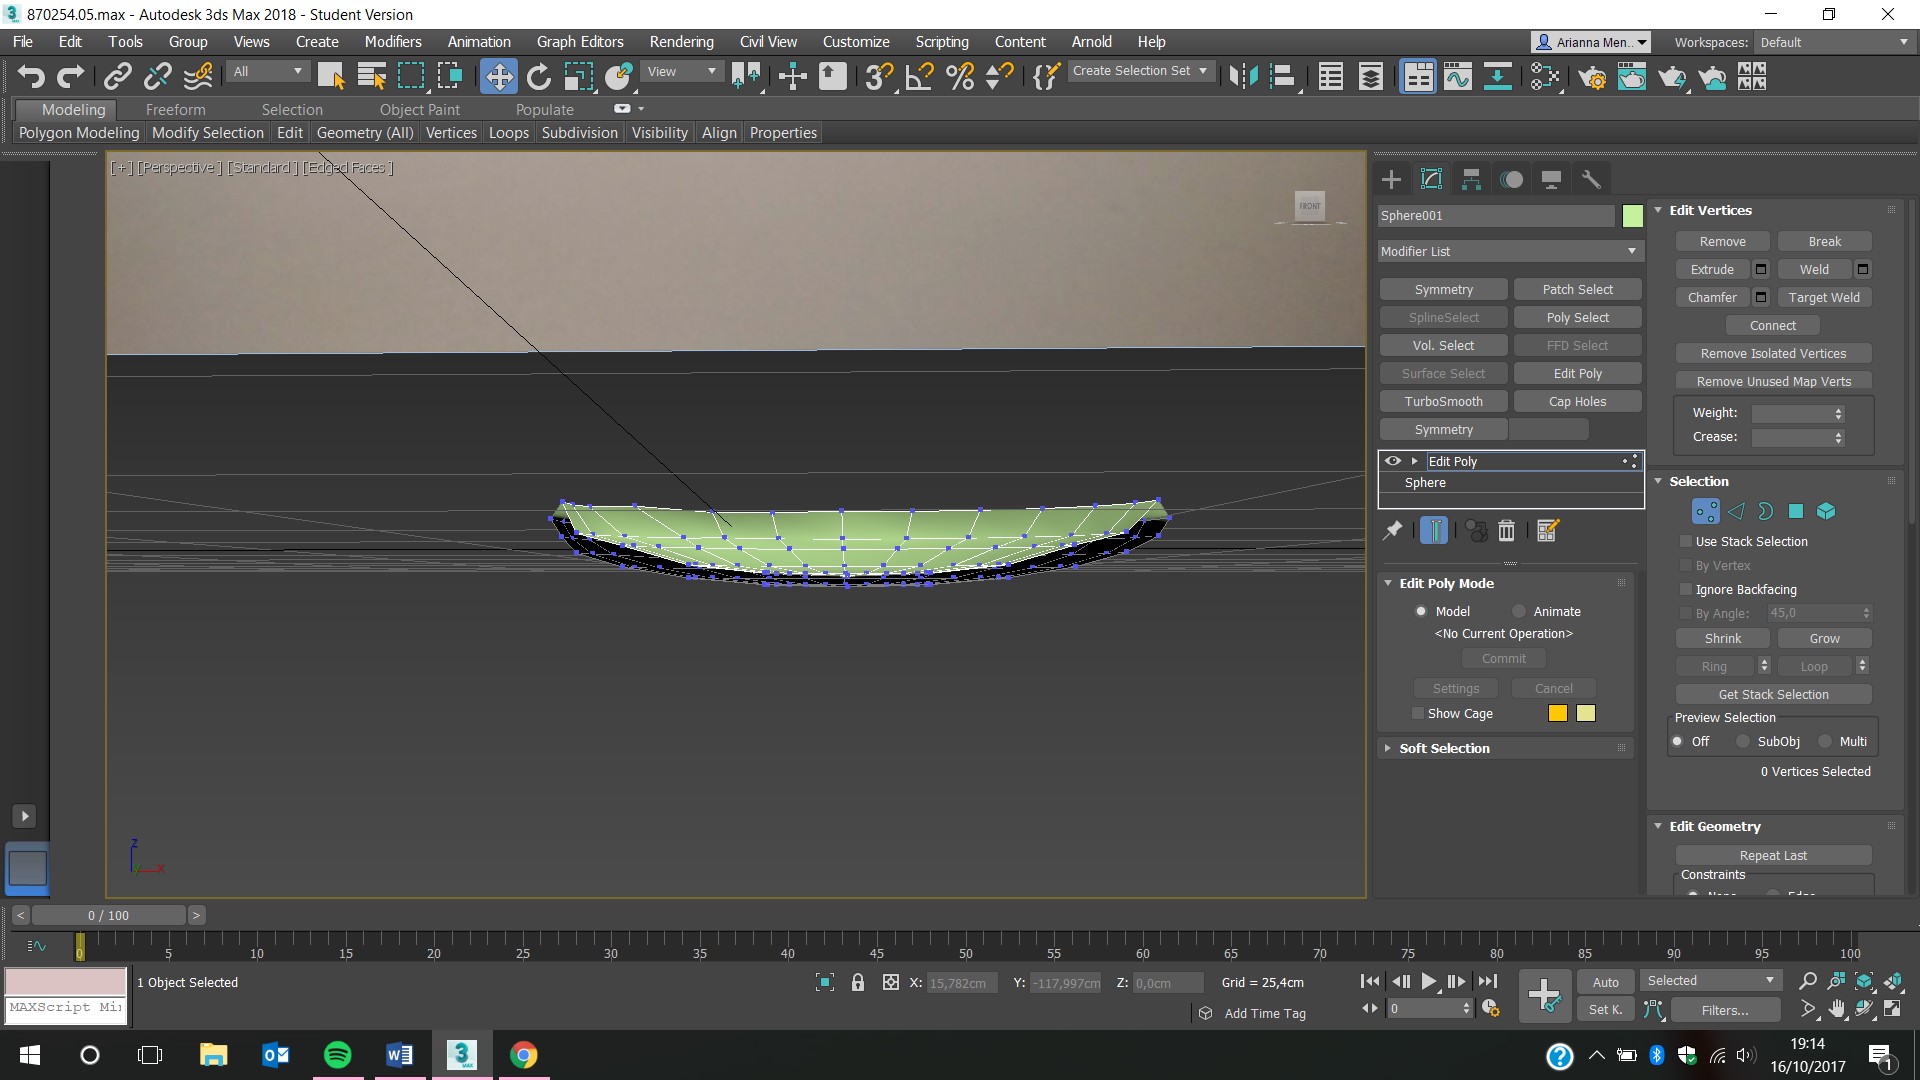 870254.05.max - Autodesk 3ds Max 2018 - Student Version
File Edit Tools Group Views Create Modifiers Animation Graph Editors Rendering Civil View Customize Scripting Content Arnold Help
Arianna Men..
Workspaces: Default
All
View
Create Selection Set
Modeling Freeform Selection Object Paint Populate
Polygon Modeling Modify Selection Edit Geometry (All) Vertices Loops Subdivision Visibility Align Properties
[+] [Perspective] [Standard] [Edged Faces]
FRONT
z
x
Sphere001
Modifier List
Symmetry Patch Select
SplineSelect Poly Select
Vol. Select FFD Select
Surface Select Edit Poly
TurboSmooth Cap Holes
Symmetry
Edit Poly
Sphere
Edit Poly Mode
Model Animate
<No Current Operation>
Commit
Settings Cancel
Show Cage
Soft Selection
Edit Vertices
Remove Break
Extrude Weld
Chamfer Target Weld
Connect
Remove Isolated Vertices
Remove Unused Map Verts
Weight:
Crease:
Selection
Use Stack Selection
By Vertex
Ignore Backfacing
By Angle: 45,0
Shrink Grow
Ring Loop
Get Stack Selection
Preview Selection
Off SubObj Multi
0 Vertices Selected
Edit Geometry
Repeat Last
Constraints
None Edge
< 0 / 100 >
0 5 10 15 20 25 30 35 40 45 50 55 60 65 70 75 80 85 90 95 100
1 Object Selected
MAXScript Mi
X: 15,782cm Y: -117,997cm Z: 0,0cm Grid = 25,4cm
Add Time Tag
0
Auto Selected
Set K. Filters...
19:14
16/10/2017
1